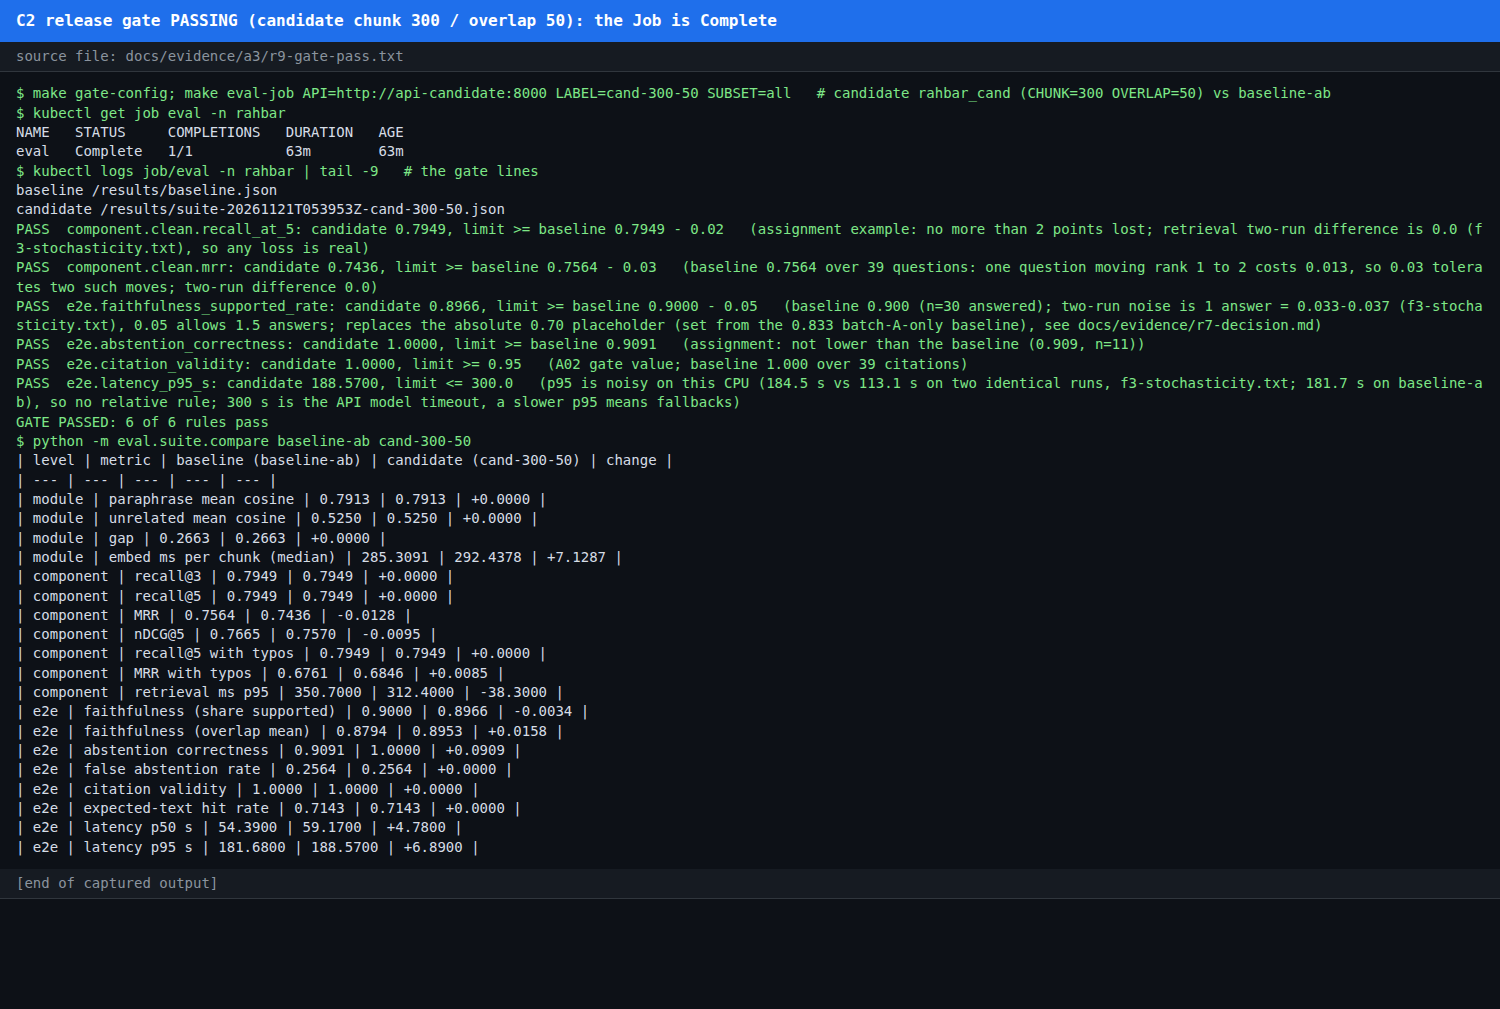 C2 release gate PASSING (candidate chunk 300 / overlap 50): the Job is Complete
source file: docs/evidence/a3/r9-gate-pass.txt
$ make gate-config; make eval-job API=http://api-candidate:8000 LABEL=cand-300-50 SUBSET=all   # candidate rahbar_cand (CHUNK=300 OVERLAP=50) vs baseline-ab
$ kubectl get job eval -n rahbar
NAME   STATUS     COMPLETIONS   DURATION   AGE
eval   Complete   1/1           63m        63m
$ kubectl logs job/eval -n rahbar | tail -9   # the gate lines
baseline /results/baseline.json
candidate /results/suite-20261121T053953Z-cand-300-50.json
PASS  component.clean.recall_at_5: candidate 0.7949, limit >= baseline 0.7949 - 0.02   (assignment example: no more than 2 points lost; retrieval two-run difference is 0.0 (f
3-stochasticity.txt), so any loss is real)
PASS  component.clean.mrr: candidate 0.7436, limit >= baseline 0.7564 - 0.03   (baseline 0.7564 over 39 questions: one question moving rank 1 to 2 costs 0.013, so 0.03 tolera
tes two such moves; two-run difference 0.0)
PASS  e2e.faithfulness_supported_rate: candidate 0.8966, limit >= baseline 0.9000 - 0.05   (baseline 0.900 (n=30 answered); two-run noise is 1 answer = 0.033-0.037 (f3-stocha
sticity.txt), 0.05 allows 1.5 answers; replaces the absolute 0.70 placeholder (set from the 0.833 batch-A-only baseline), see docs/evidence/r7-decision.md)
PASS  e2e.abstention_correctness: candidate 1.0000, limit >= baseline 0.9091   (assignment: not lower than the baseline (0.909, n=11))
PASS  e2e.citation_validity: candidate 1.0000, limit >= 0.95   (A02 gate value; baseline 1.000 over 39 citations)
PASS  e2e.latency_p95_s: candidate 188.5700, limit <= 300.0   (p95 is noisy on this CPU (184.5 s vs 113.1 s on two identical runs, f3-stochasticity.txt; 181.7 s on baseline-a
b), so no relative rule; 300 s is the API model timeout, a slower p95 means fallbacks)
GATE PASSED: 6 of 6 rules pass
$ python -m eval.suite.compare baseline-ab cand-300-50
| level | metric | baseline (baseline-ab) | candidate (cand-300-50) | change |
| --- | --- | --- | --- | --- |
| module | paraphrase mean cosine | 0.7913 | 0.7913 | +0.0000 |
| module | unrelated mean cosine | 0.5250 | 0.5250 | +0.0000 |
| module | gap | 0.2663 | 0.2663 | +0.0000 |
| module | embed ms per chunk (median) | 285.3091 | 292.4378 | +7.1287 |
| component | recall@3 | 0.7949 | 0.7949 | +0.0000 |
| component | recall@5 | 0.7949 | 0.7949 | +0.0000 |
| component | MRR | 0.7564 | 0.7436 | -0.0128 |
| component | nDCG@5 | 0.7665 | 0.7570 | -0.0095 |
| component | recall@5 with typos | 0.7949 | 0.7949 | +0.0000 |
| component | MRR with typos | 0.6761 | 0.6846 | +0.0085 |
| component | retrieval ms p95 | 350.7000 | 312.4000 | -38.3000 |
| e2e | faithfulness (share supported) | 0.9000 | 0.8966 | -0.0034 |
| e2e | faithfulness (overlap mean) | 0.8794 | 0.8953 | +0.0158 |
| e2e | abstention correctness | 0.9091 | 1.0000 | +0.0909 |
| e2e | false abstention rate | 0.2564 | 0.2564 | +0.0000 |
| e2e | citation validity | 1.0000 | 1.0000 | +0.0000 |
| e2e | expected-text hit rate | 0.7143 | 0.7143 | +0.0000 |
| e2e | latency p50 s | 54.3900 | 59.1700 | +4.7800 |
| e2e | latency p95 s | 181.6800 | 188.5700 | +6.8900 |
[end of captured output]